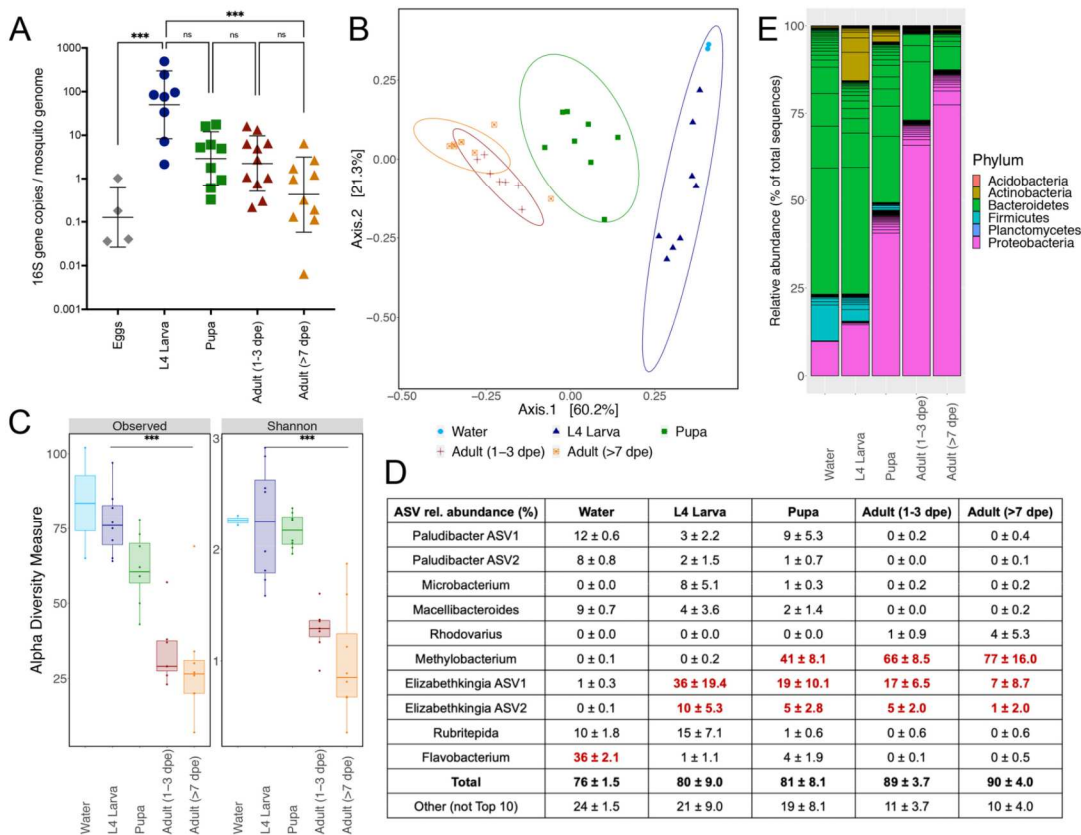 A
16S gene copies / mosquito genome
1000
100
10
1
0.1
0.01
0.001
***
***
ns
ns
ns
Eggs
L4 Larva
Pupa
Adult (1-3 dpe)
Adult (>7 dpe)
B
Axis.2 [21.3%]
0.25
0.00
−0.25
−0.50
−0.50
−0.25
0.00
0.25
Axis.1 [60.2%]
Water
L4 Larva
Pupa
Adult (1−3 dpe)
Adult (>7 dpe)
E
Relative abundance (% of total sequences)
100
75
50
25
0
Water
L4 Larva
Pupa
Adult (1−3 dpe)
Adult (>7 dpe)
Phylum
Acidobacteria
Actinobacteria
Bacteroidetes
Firmicutes
Planctomycetes
Proteobacteria
C
Alpha Diversity Measure
Observed
Shannon
***
***
100
75
50
25
3
2
1
Water
L4 Larva
Pupa
Adult (1−3 dpe)
Adult (>7 dpe)
Water
L4 Larva
Pupa
Adult (1−3 dpe)
Adult (>7 dpe)
D
ASV rel. abundance (%) Water L4 Larva Pupa Adult (1-3 dpe) Adult (>7 dpe)
Paludibacter ASV1 12 ± 0.6 3 ± 2.2 9 ± 5.3 0 ± 0.2 0 ± 0.4
Paludibacter ASV2 8 ± 0.8 2 ± 1.5 1 ± 0.7 0 ± 0.0 0 ± 0.1
Microbacterium 0 ± 0.0 8 ± 5.1 1 ± 0.3 0 ± 0.2 0 ± 0.2
Macellibacteroides 9 ± 0.7 4 ± 3.6 2 ± 1.4 0 ± 0.0 0 ± 0.2
Rhodovarius 0 ± 0.0 0 ± 0.0 0 ± 0.0 1 ± 0.9 4 ± 5.3
Methylobacterium 0 ± 0.1 0 ± 0.2 41 ± 8.1 66 ± 8.5 77 ± 16.0
Elizabethkingia ASV1 1 ± 0.3 36 ± 19.4 19 ± 10.1 17 ± 6.5 7 ± 8.7
Elizabethkingia ASV2 0 ± 0.1 10 ± 5.3 5 ± 2.8 5 ± 2.0 1 ± 2.0
Rubritepida 10 ± 1.8 15 ± 7.1 1 ± 0.6 0 ± 0.6 0 ± 0.6
Flavobacterium 36 ± 2.1 1 ± 1.1 4 ± 1.9 0 ± 0.1 0 ± 0.5
Total 76 ± 1.5 80 ± 9.0 81 ± 8.1 89 ± 3.7 90 ± 4.0
Other (not Top 10) 24 ± 1.5 21 ± 9.0 19 ± 8.1 11 ± 3.7 10 ± 4.0